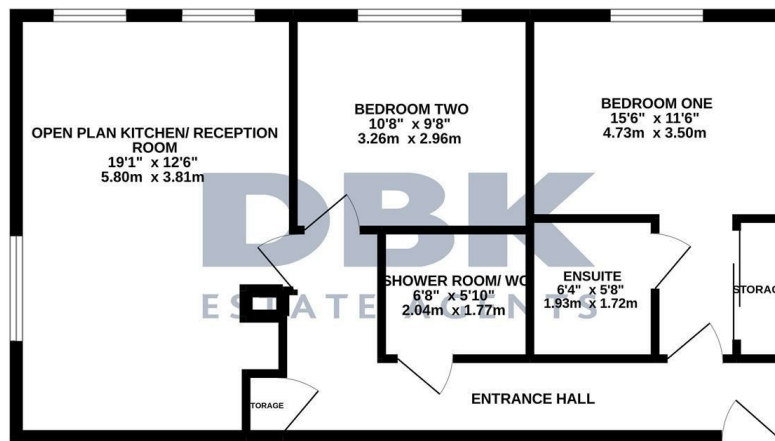 OPEN PLAN KITCHEN/ RECEPTION
ROOM
19'1" x 12'6"
5.80m x 3.81m
BEDROOM TWO
10'8" x 9'8"
3.26m x 2.96m
BEDROOM ONE
15'6" x 11'6"
4.73m x 3.50m
DBK
ESTATE AGENTS
SHOWER ROOM/ WC
6'8" x 5'10"
2.04m x 1.77m
ENSUITE
6'4" x 5'8"
1.93m x 1.72m
STORAG
TORAGE
ENTRANCE HALL